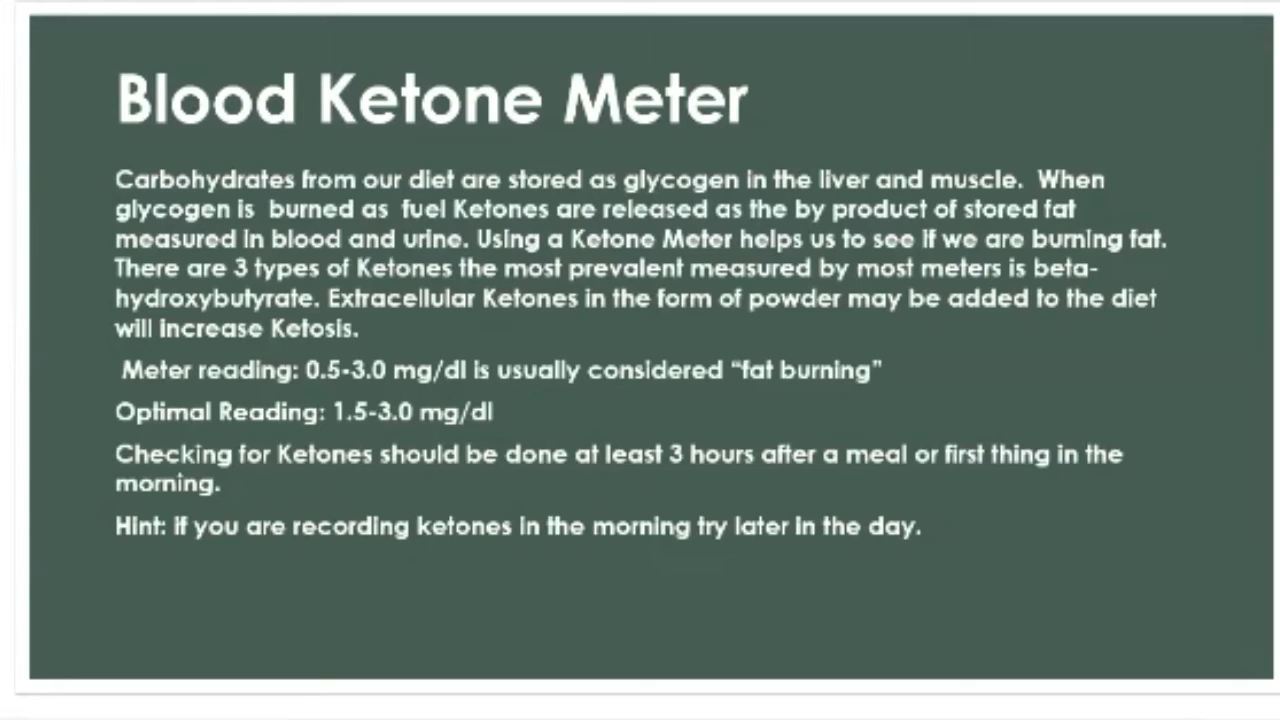 Blood Ketone Meter
Carbohydrates from our diet are stored as glycogen in the liver and muscle.  When
glycogen is  burned as  fuel Ketones are released as the by product of stored fat
measured in blood and urine. Using a Ketone Meter helps us to see if we are burning fat.
There are 3 types of Ketones the most prevalent measured by most meters is beta-
hydroxybutyrate. Extracellular Ketones in the form of powder may be added to the diet
will increase Ketosis.
Meter reading: 0.5-3.0 mg/dl is usually considered “fat burning”
Optimal Reading: 1.5-3.0 mg/dl
Checking for Ketones should be done at least 3 hours after a meal or first thing in the
morning.
Hint: if you are recording ketones in the morning try later in the day.